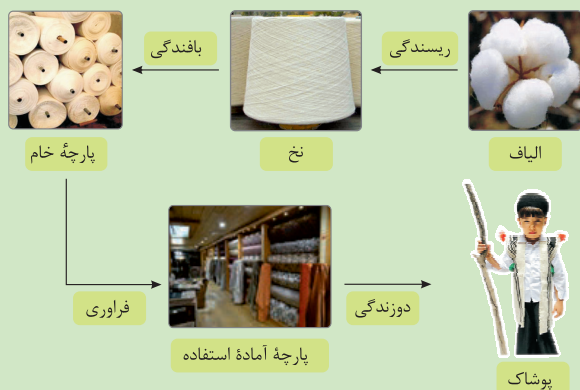 الیاف
ریسندگی
نخ
بافندگی
پارچهٔ خام
فراوری
پارچهٔ آمادهٔ استفاده
دوزندگی
پوشاک